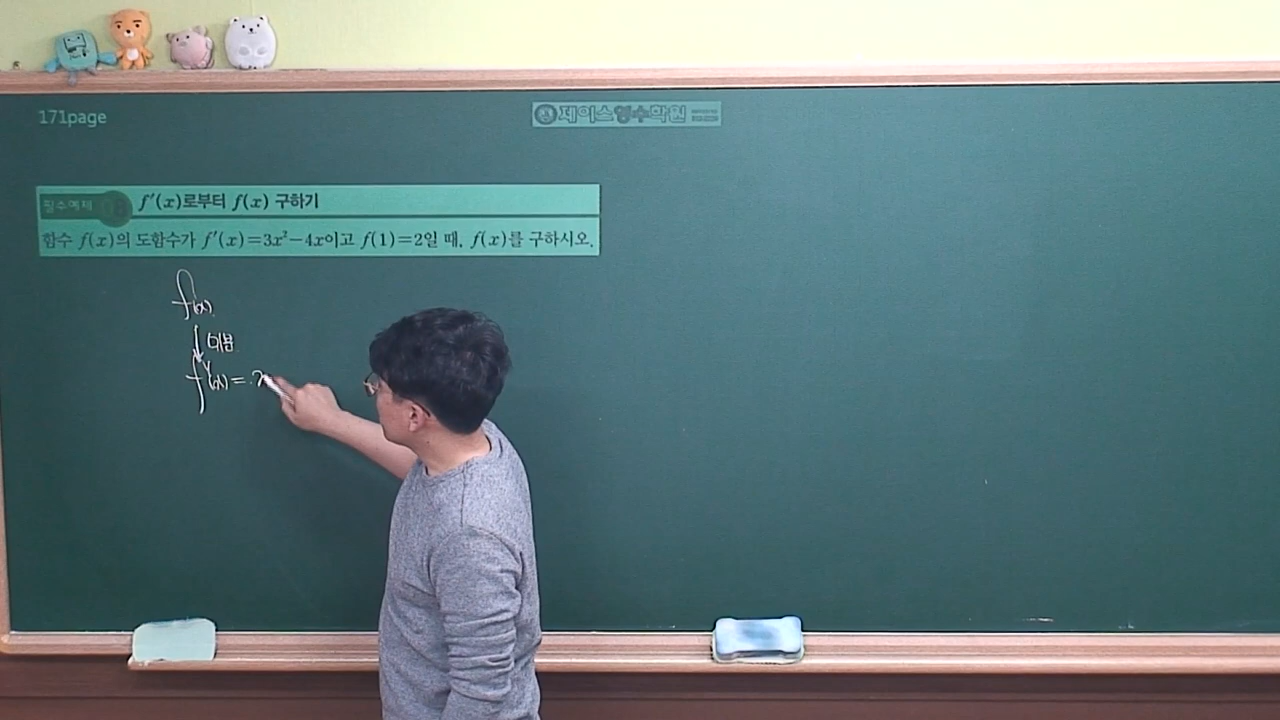 171page
제이스영수학원
필수예제
f'(x)로부터 f(x) 구하기
함수 f(x)의 도함수가 f'(x)=3x²-4x이고 f(1)=2일 때, f(x)를 구하시오.
f(x)
미분
f'(x)=